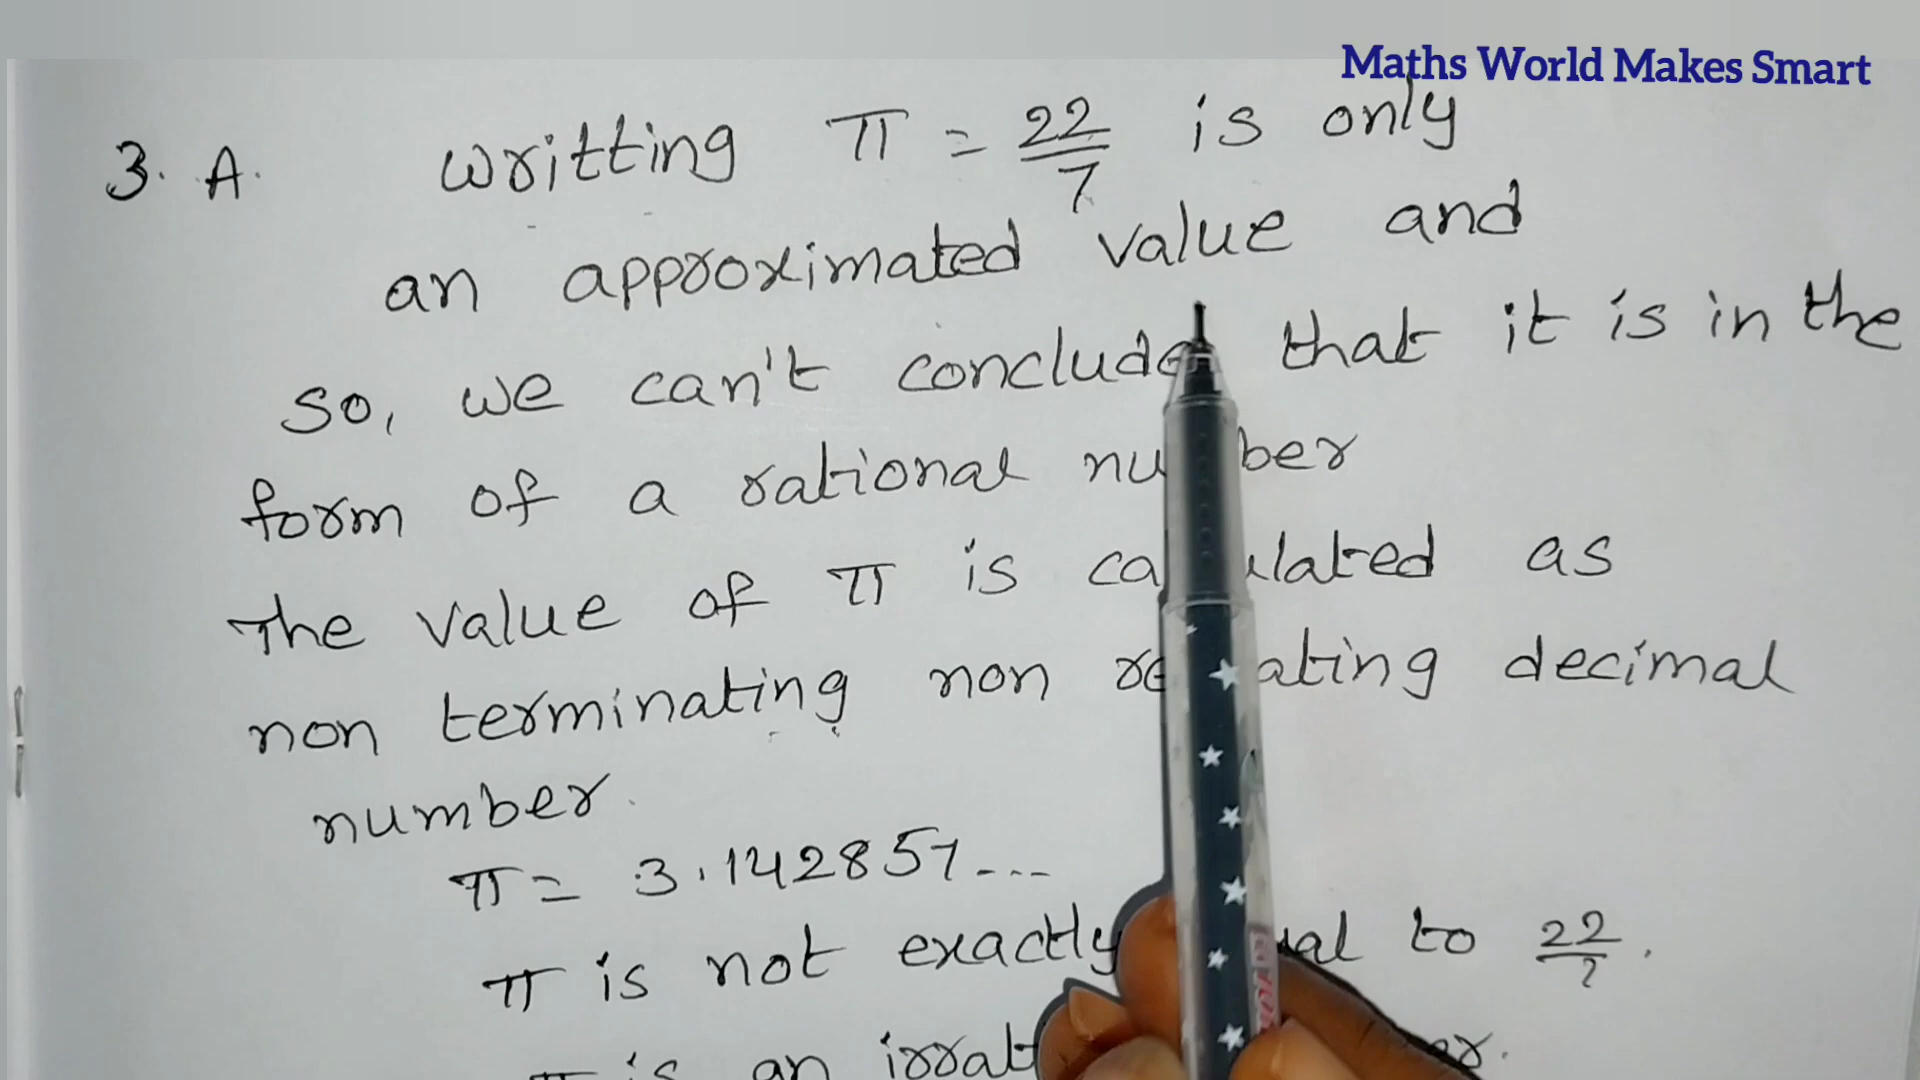 Maths World Makes Smart
3. A. writting π = 22/7 is only
an approximated value and
so, we can't conclude that it is in the
form of a rational
the value of π is as
non terminating non decimal
number.
π = 3.142857---
π is not exactly to 22/7.
π is an